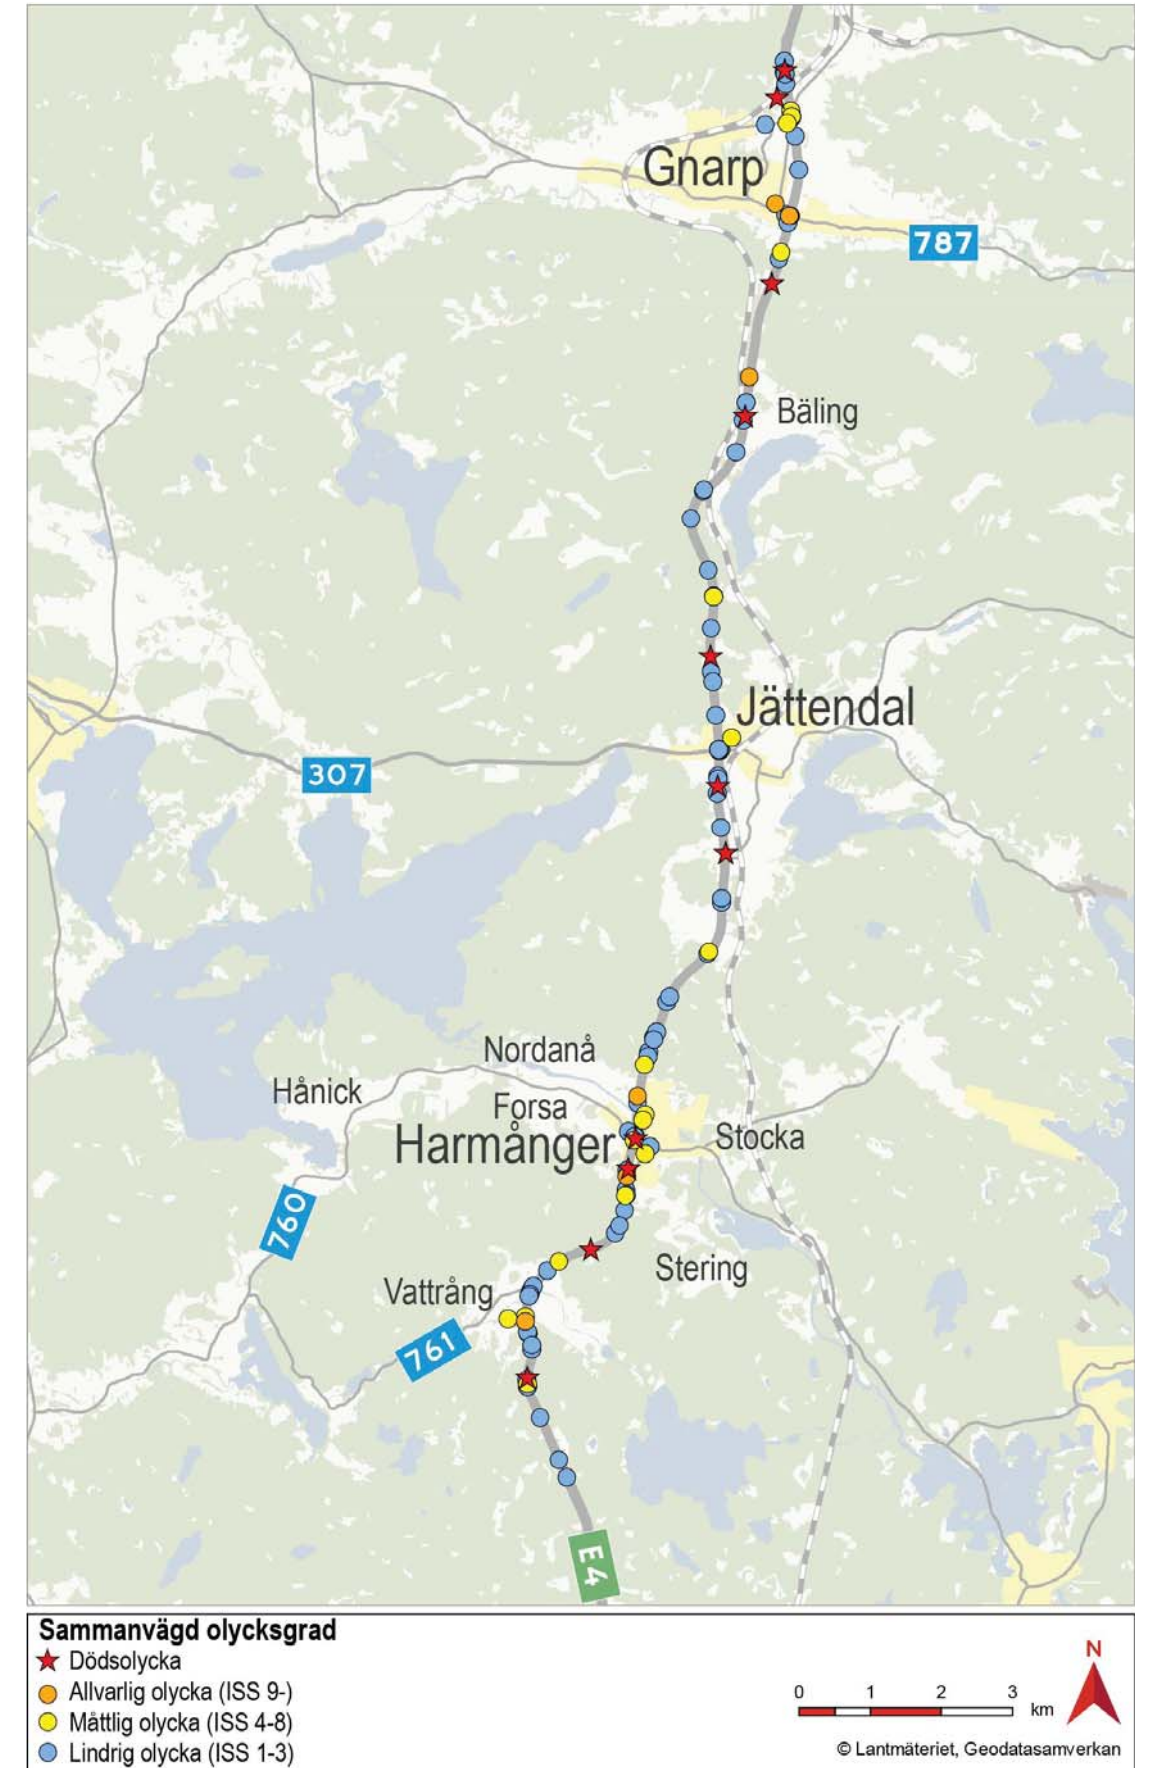 Gnarp
787
Bäling
Jättendal
307
Nordanå
Hånick
Forsa
Harmånger
Stocka
760
Stering
Vattrång
761
E4
Sammanvägd olycksgrad
Dödsolycka
Allvarlig olycka (ISS 9-)
Måttlig olycka (ISS 4-8)
Lindrig olycka (ISS 1-3)
N
0 1 2 3 km
© Lantmäteriet, Geodatasamverkan